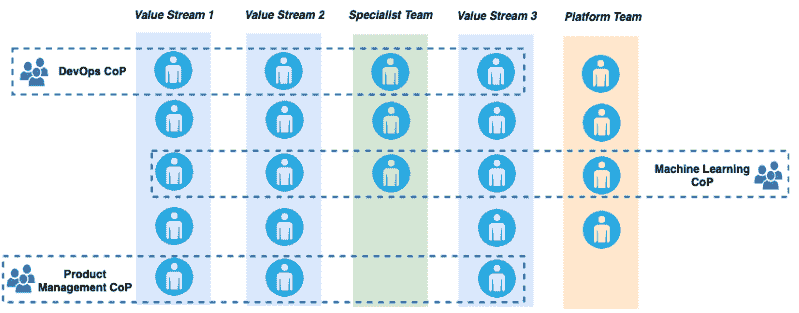 Value Stream 1
Value Stream 2
Specialist Team
Value Stream 3
Platform Team
DevOps CoP
Machine Learning
CoP
Product
Management CoP